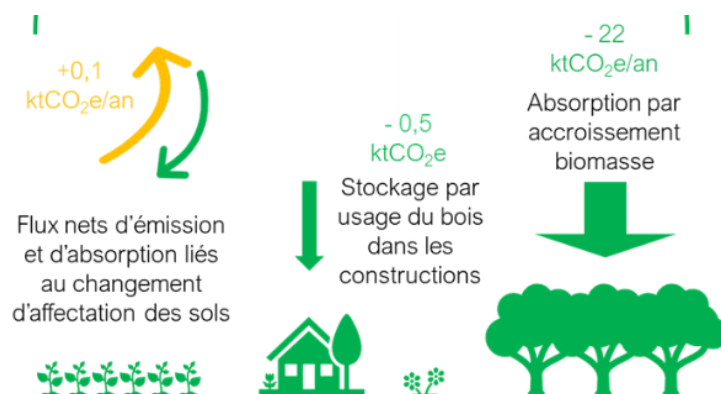 +0,1
ktCO₂e/an
Flux nets d'émission
et d'absorption liés
au changement
d'affectation des sols
- 0,5
ktCO₂e
Stockage par
usage du bois
dans les
constructions
- 22
ktCO₂e/an
Absorption par
accroissement
biomasse